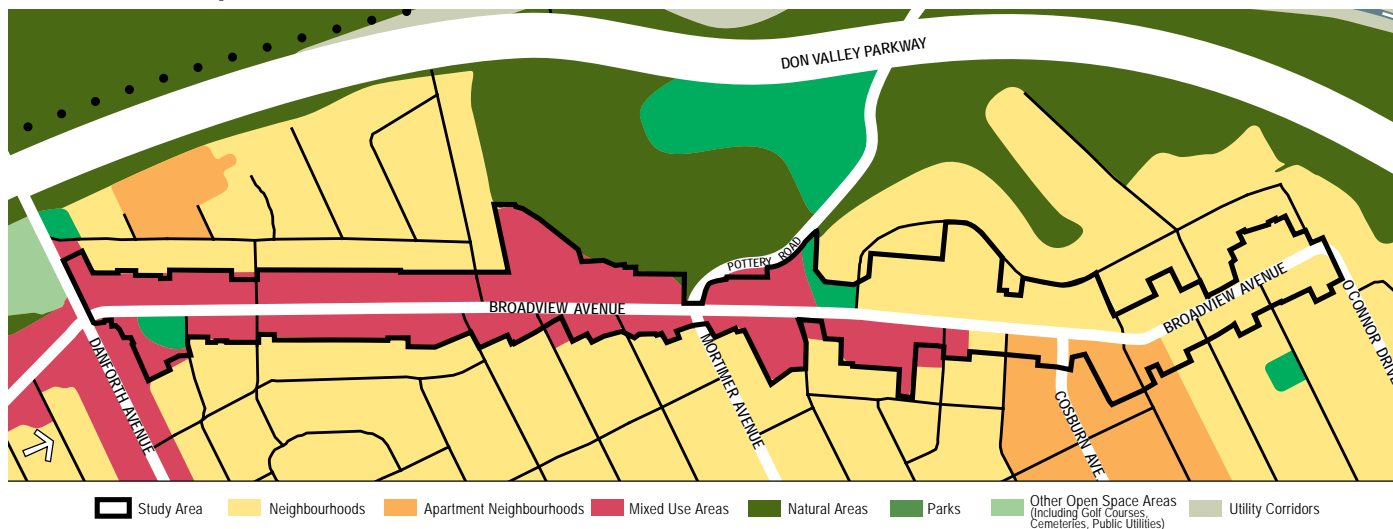 DON VALLEY PARKWAY
POTTERY ROAD
BROADVIEW AVENUE
BROADVIEW AVENUE
O'CONNOR DRIVE
DANFORTH AVENUE
MORTIMER AVENUE
COSBURN AVE
Study Area
Neighbourhoods
Apartment Neighbourhoods
Mixed Use Areas
Natural Areas
Parks
Other Open Space Areas
(Including Golf Courses,
Cemeteries, Public Utilities)
Utility Corridors